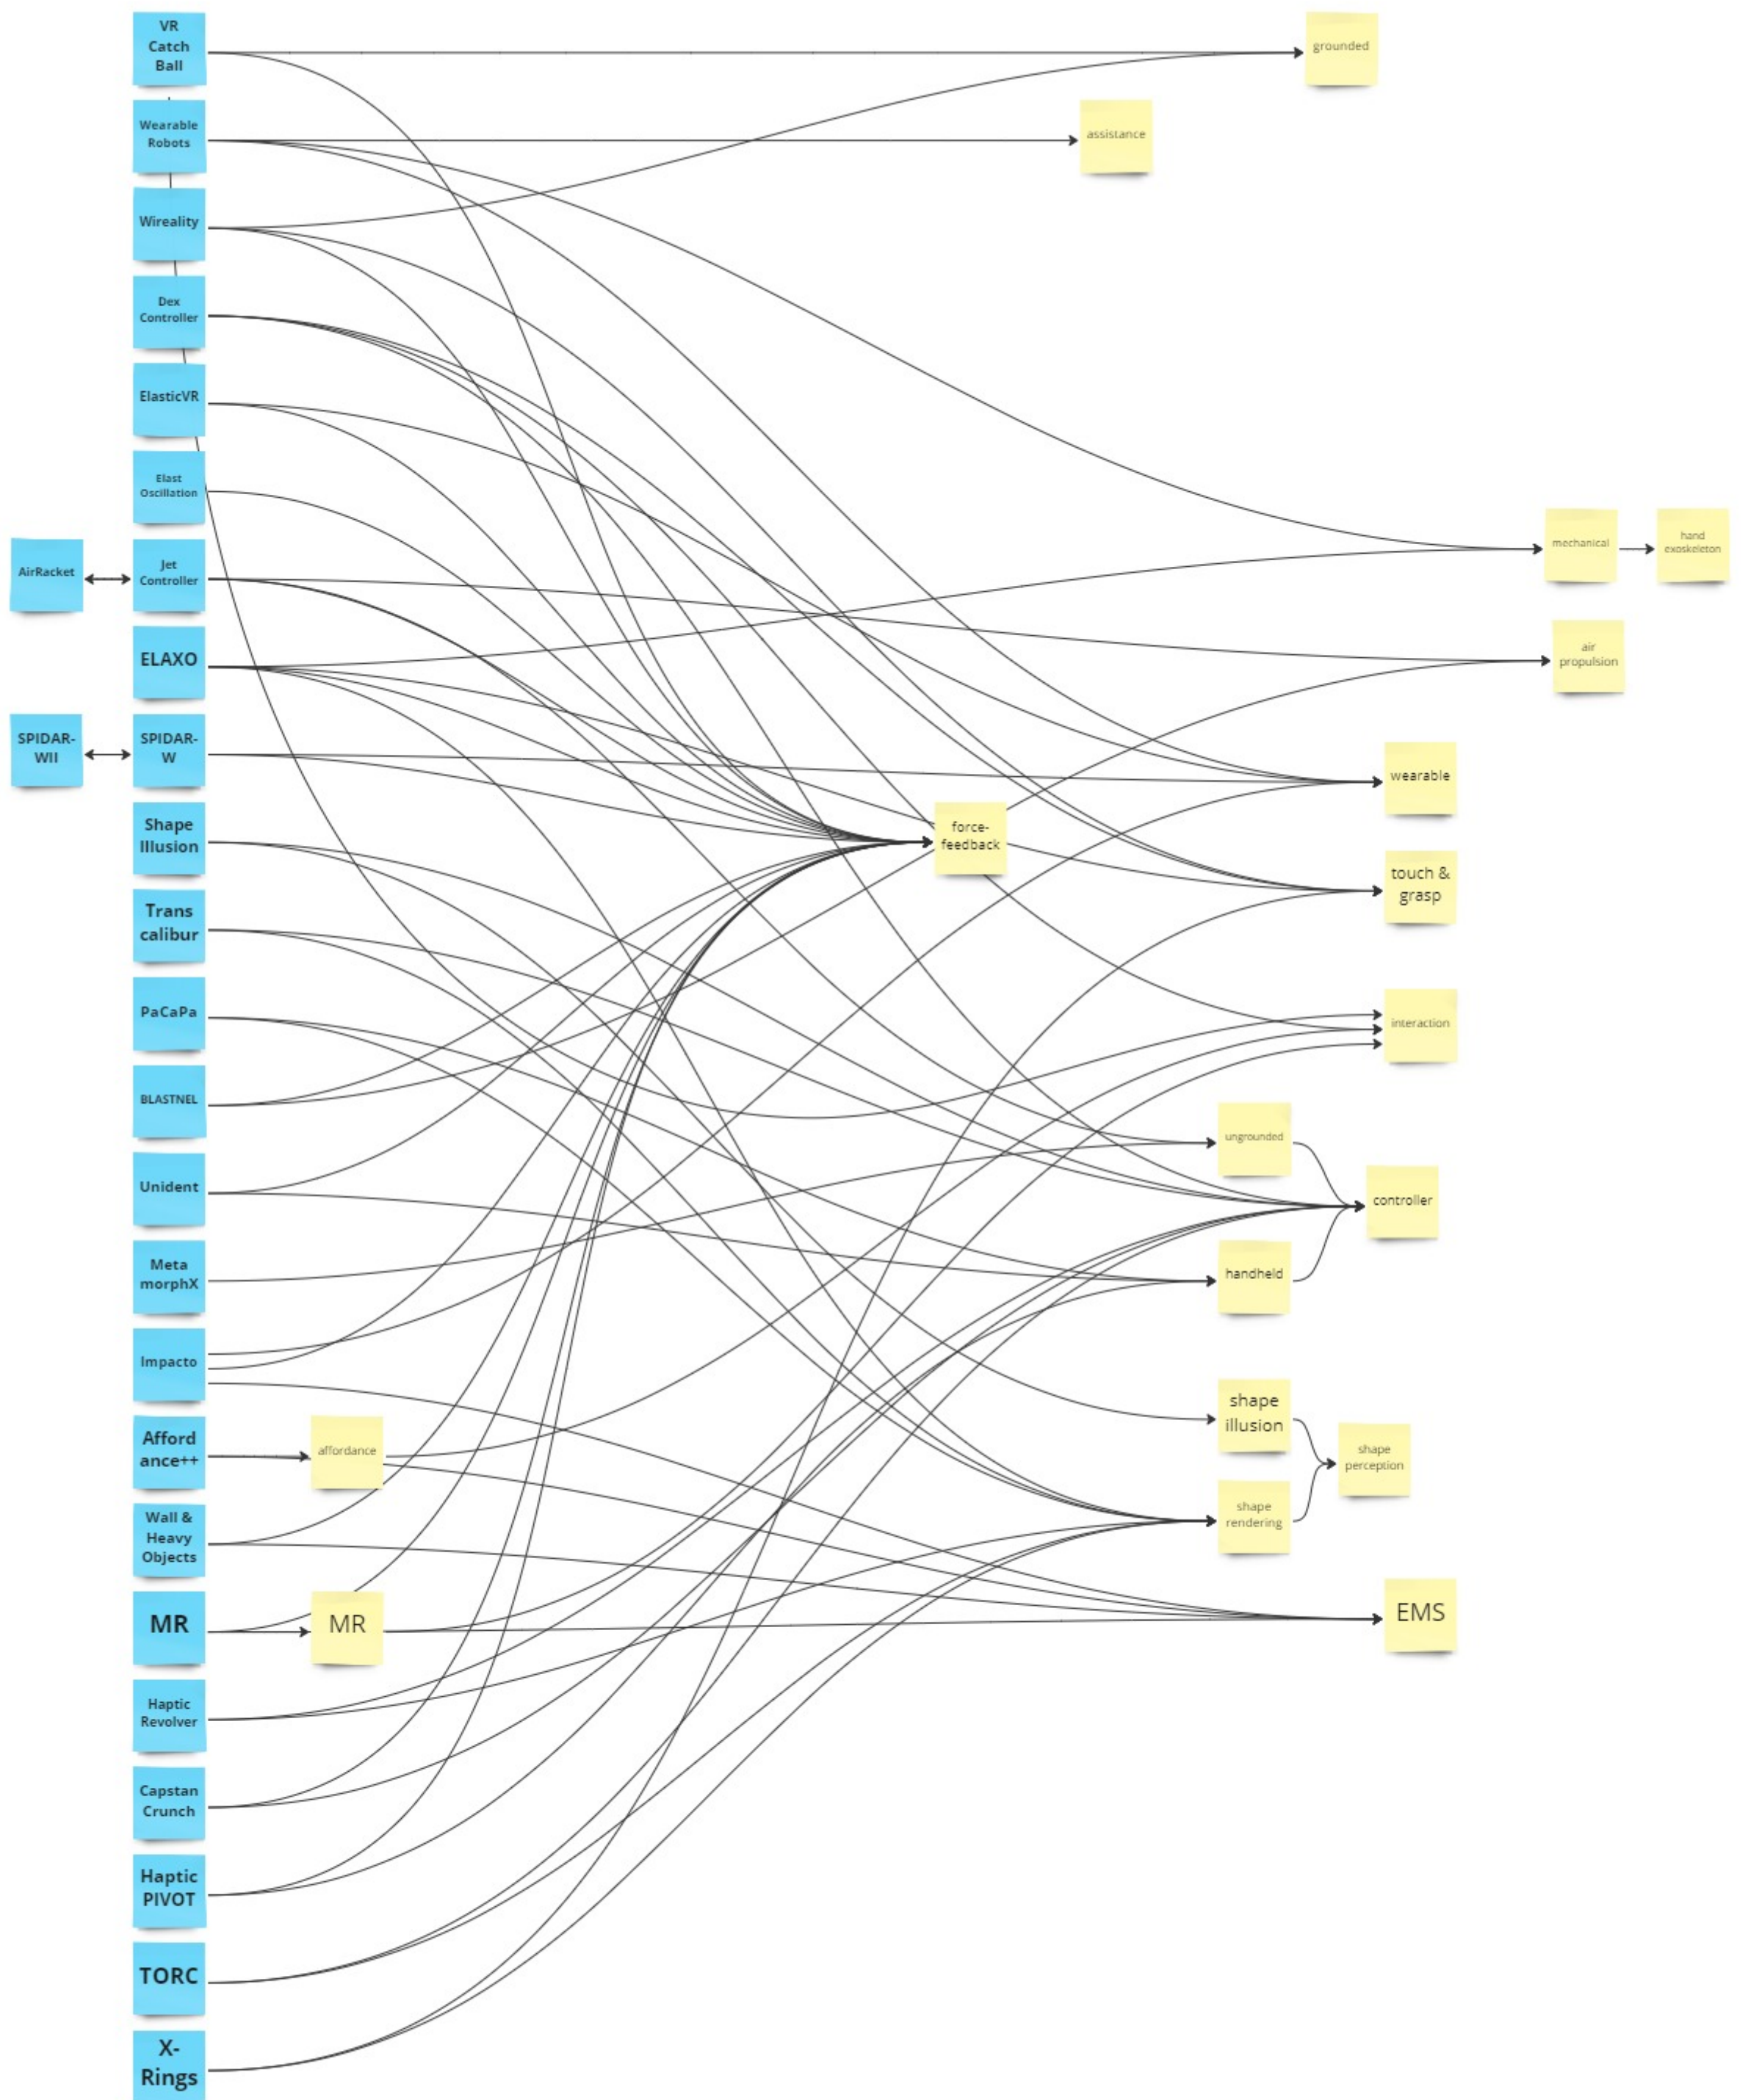 VR
Catch
Ball
grounded
Wearable
Robots
assistance
Wireality
Dex
Controller
ElasticVR
Elast
Oscillation
AirRacket
Jet
Controller
mechanical
hand
exoskeleton
ELAXO
air
propulsion
SPIDAR-
WII
SPIDAR-
W
wearable
Shape
Illusion
force-
feedback
touch &
grasp
Trans
calibur
PaCaPa
interaction
BLASTNEL
ungrounded
Unident
controller
Meta
morphX
handheld
Impacto
shape
illusion
Afford
ance++
affordance
shape
perception
Wall &
Heavy
Objects
shape
rendering
MR
MR
EMS
Haptic
Revolver
Capstan
Crunch
Haptic
PIVOT
TORC
X-
Rings